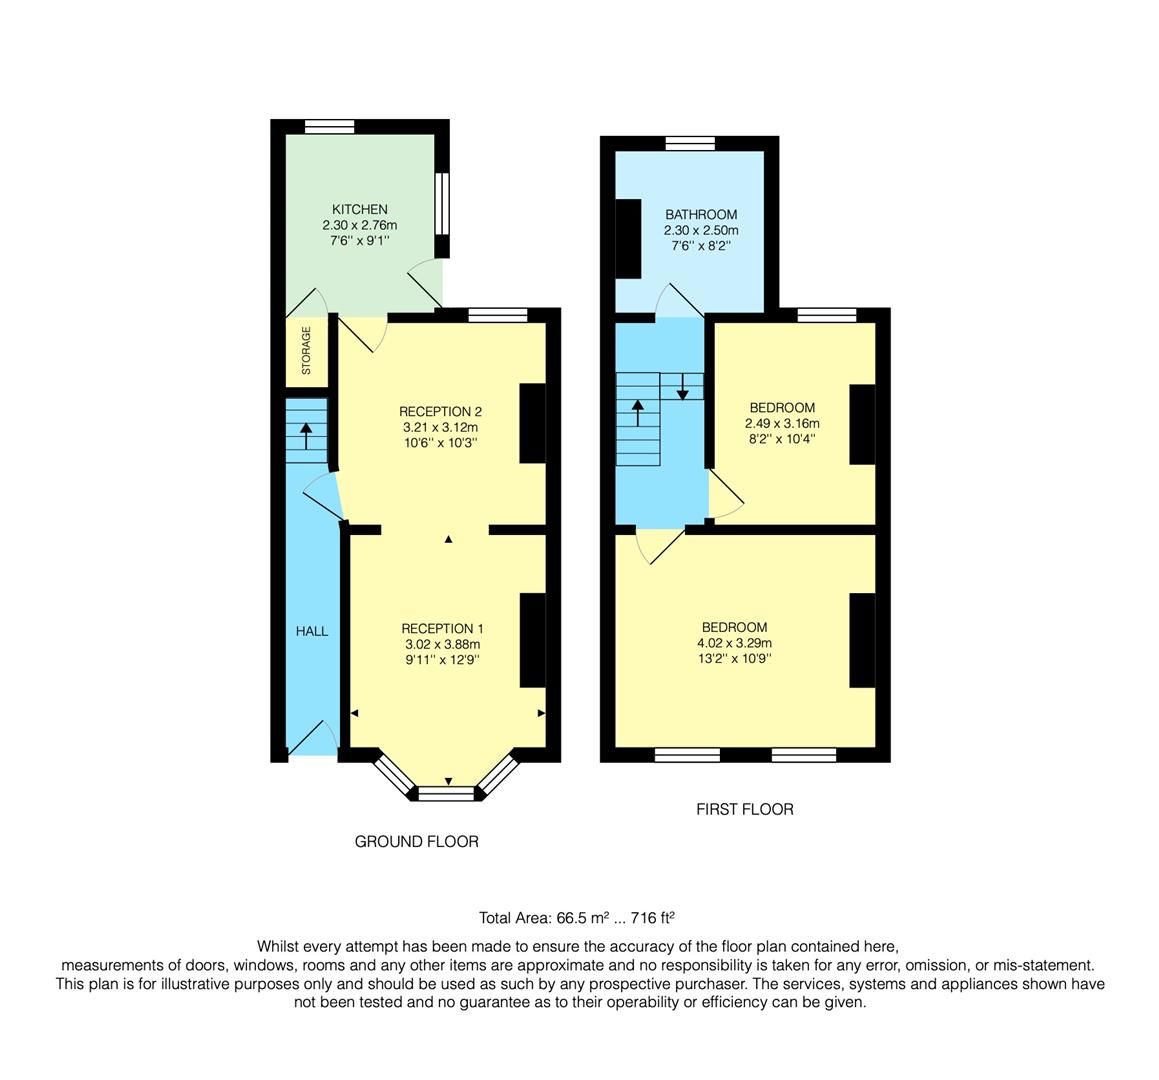 KITCHEN
2.30 x 2.76m
7'6'' x 9'1''
STORAGE
RECEPTION 2
3.21 x 3.12m
10'6'' x 10'3''
HALL
RECEPTION 1
3.02 x 3.88m
9'11'' x 12'9''
GROUND FLOOR
BATHROOM
2.30 x 2.50m
7'6'' x 8'2''
BEDROOM
2.49 x 3.16m
8'2'' x 10'4''
BEDROOM
4.02 x 3.29m
13'2'' x 10'9''
FIRST FLOOR
Total Area: 66.5 m² ... 716 ft²
Whilst every attempt has been made to ensure the accuracy of the floor plan contained here,
measurements of doors, windows, rooms and any other items are approximate and no responsibility is taken for any error, omission, or mis-statement.
This plan is for illustrative purposes only and should be used as such by any prospective purchaser. The services, systems and appliances shown have
not been tested and no guarantee as to their operability or efficiency can be given.